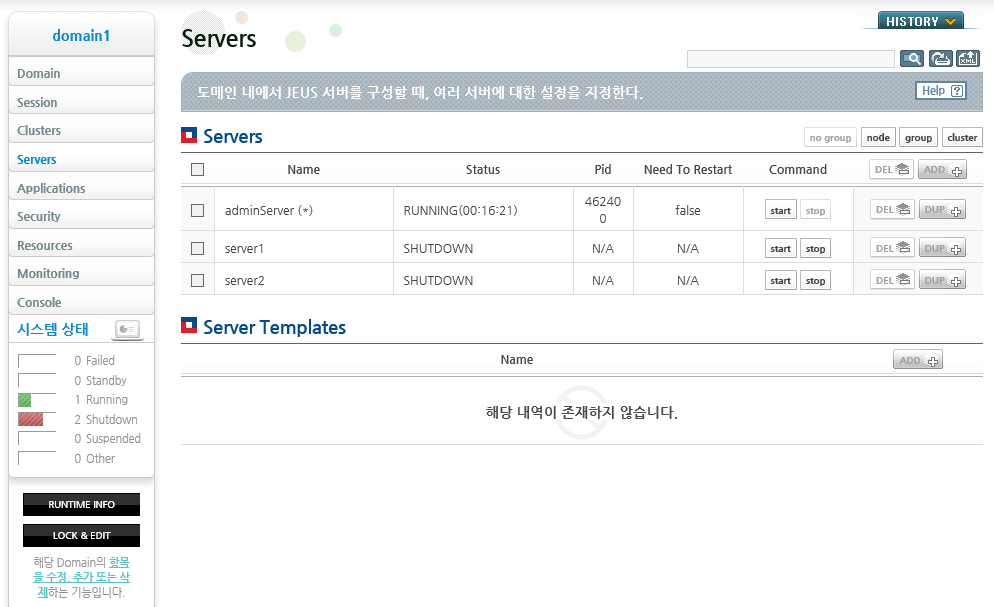 domain1
Domain
Session
Clusters
Servers
Applications
Security
Resources
Monitoring
Console
시스템 상태
0 Failed
0 Standby
1 Running
2 Shutdown
0 Suspended
0 Other
RUNTIME INFO
LOCK & EDIT
해당 Domain의 항목
을 수정, 추가 또는 삭
제하는 기능입니다.
HISTORY
Servers
XML
도메인 내에서 JEUS 서버를 구성할 때, 여러 서버에 대한 설정을 지정한다.
Help ?
Servers
no group node group cluster
Name Status Pid Need To Restart Command DEL ADD
adminServer (*) RUNNING(00:16:21) 46240 false start stop DEL DUP
0
server1 SHUTDOWN N/A N/A start stop DEL DUP
server2 SHUTDOWN N/A N/A start stop DEL DUP
Server Templates
Name ADD
해당 내역이 존재하지 않습니다.